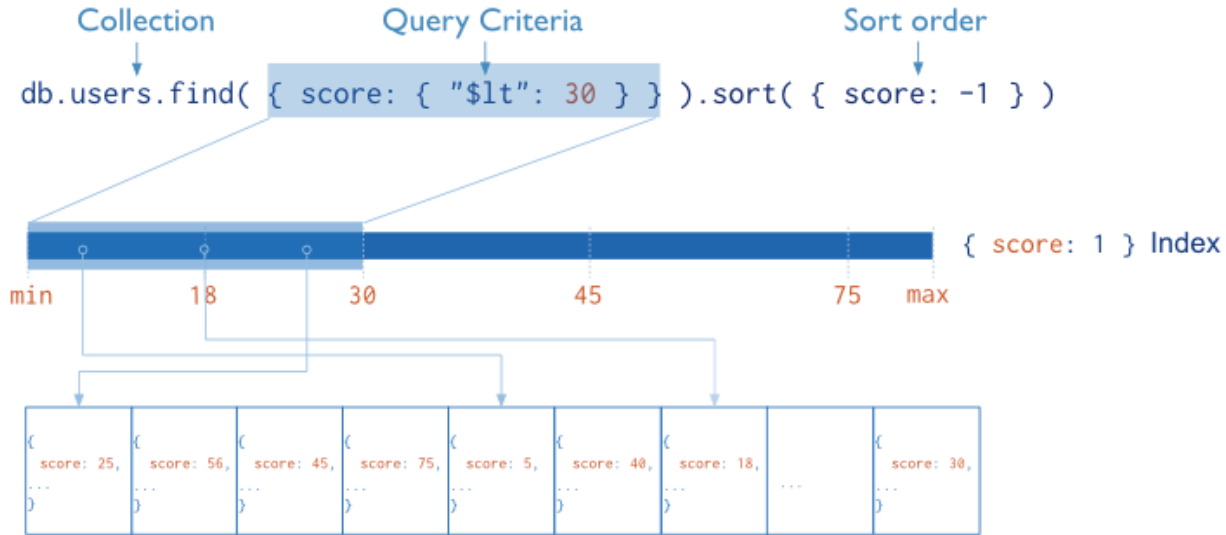 Collection Query Criteria Sort order
db.users.find( { score: { "$lt": 30 } } ).sort( { score: -1 } )
{ score: 1 } Index
min 18 30 45 75 max
{ { { { { { { {
score: 25, score: 56, score: 45, score: 75, score: 5, score: 40, score: 18, score: 30,
... ... ... ... ... ... ... ... ...
} } } } } } } }